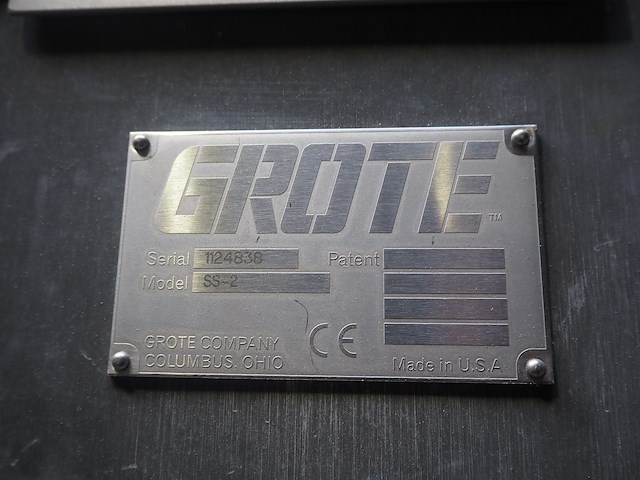 GROTE™
Serial 1124838 Patent
Model SS-2
GROTE COMPANY
COLUMBUS, OHIO
CE
Made in U.S.A